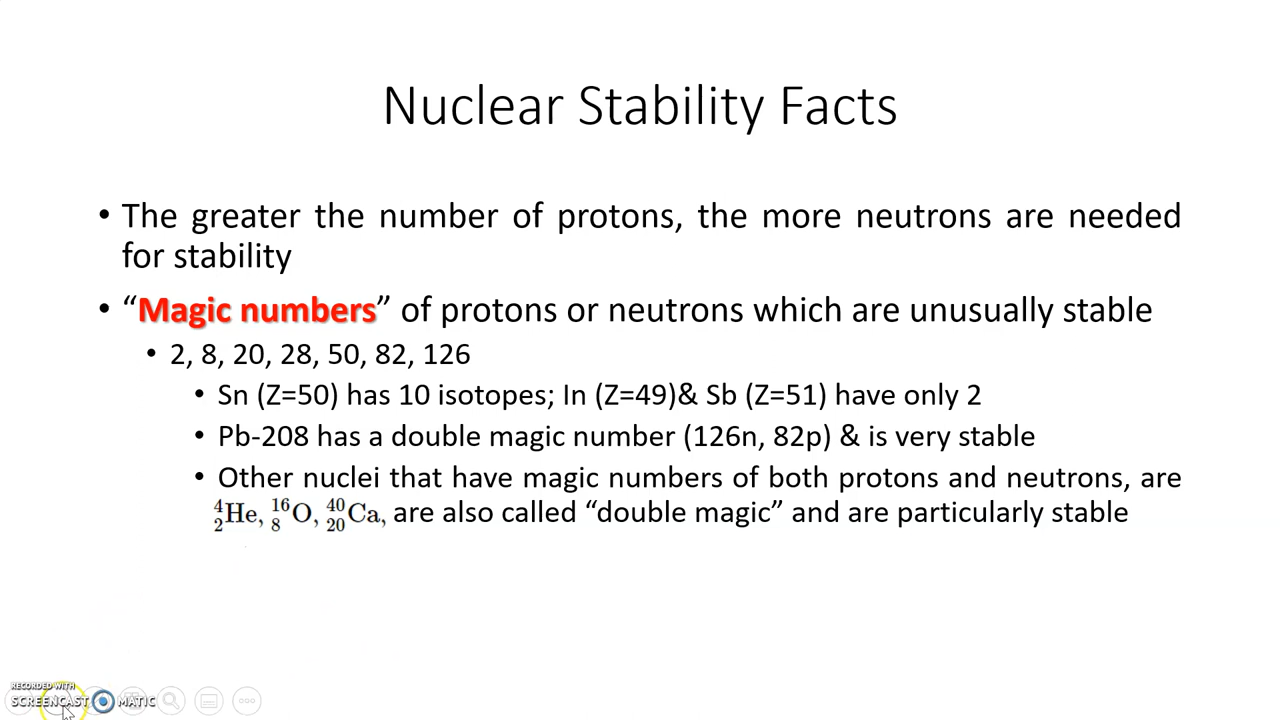 Nuclear Stability Facts
• The greater the number of protons, the more neutrons are needed
for stability
• “Magic numbers” of protons or neutrons which are unusually stable
• 2, 8, 20, 28, 50, 82, 126
• Sn (Z=50) has 10 isotopes; In (Z=49)& Sb (Z=51) have only 2
• Pb-208 has a double magic number (126n, 82p) & is very stable
• Other nuclei that have magic numbers of both protons and neutrons, are
⁴₂He, ¹⁶₈O, ⁴⁰₂₀Ca, are also called “double magic” and are particularly stable
RECORDED WITH
SCREENCAST MATIC